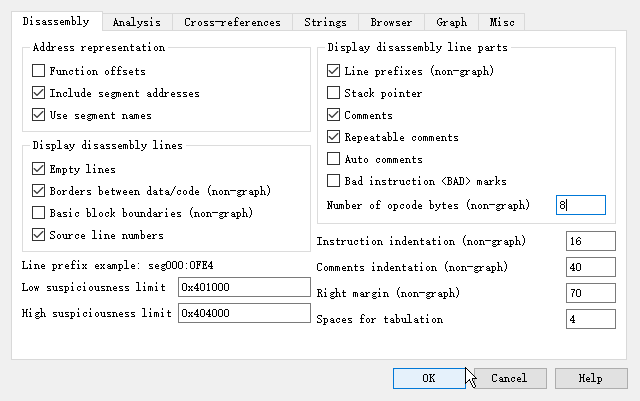 Disassembly Analysis Cross-references Strings Browser Graph Misc
Address representation
Function offsets
Include segment addresses
Use segment names
Display disassembly lines
Empty lines
Borders between data/code (non-graph)
Basic block boundaries (non-graph)
Source line numbers
Line prefix example: seg000:0FE4
Low suspiciousness limit 0x401000
High suspiciousness limit 0x404000
Display disassembly line parts
Line prefixes (non-graph)
Stack pointer
Comments
Repeatable comments
Auto comments
Bad instruction <BAD> marks
Number of opcode bytes (non-graph) 8
Instruction indentation (non-graph) 16
Comments indentation (non-graph) 40
Right margin (non-graph) 70
Spaces for tabulation 4
OK Cancel Help